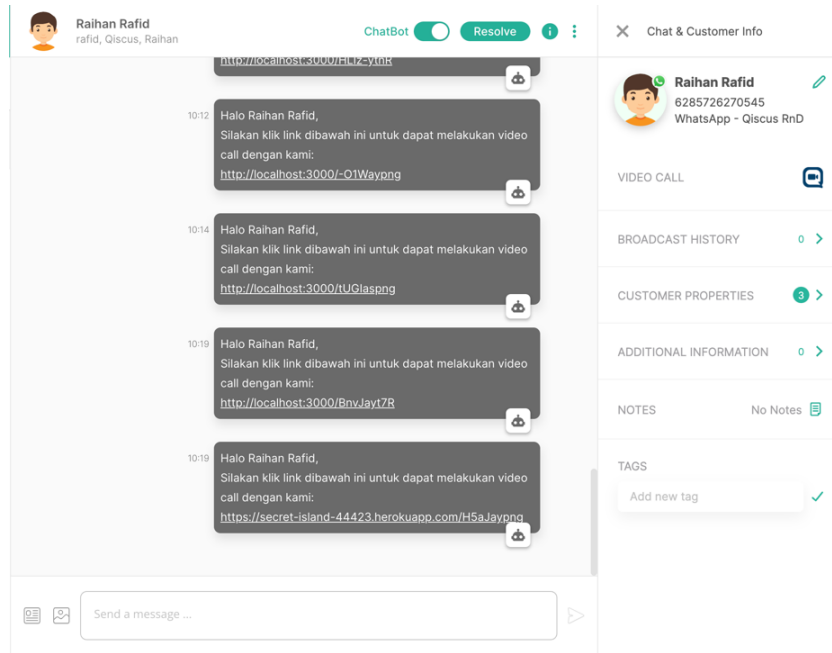 Raihan Rafid
rafid, Qiscus, Raihan
ChatBot
Resolve
http://localhost:3000/HLiz-ythR
10:12
Halo Raihan Rafid,
Silakan klik link dibawah ini untuk dapat melakukan video
call dengan kami:
http://localhost:3000/-O1Waypng
10:14
Halo Raihan Rafid,
Silakan klik link dibawah ini untuk dapat melakukan video
call dengan kami:
http://localhost:3000/tUGIaspng
10:19
Halo Raihan Rafid,
Silakan klik link dibawah ini untuk dapat melakukan video
call dengan kami:
http://localhost:3000/BnvJayt7R
10:19
Halo Raihan Rafid,
Silakan klik link dibawah ini untuk dapat melakukan video
call dengan kami:
https://secret-island-44423.herokuapp.com/H5aJaypng
Send a message ...
Chat & Customer Info
Raihan Rafid
6285726270545
WhatsApp - Qiscus RnD
VIDEO CALL
BROADCAST HISTORY
0
CUSTOMER PROPERTIES
3
ADDITIONAL INFORMATION
0
NOTES
No Notes
TAGS
Add new tag